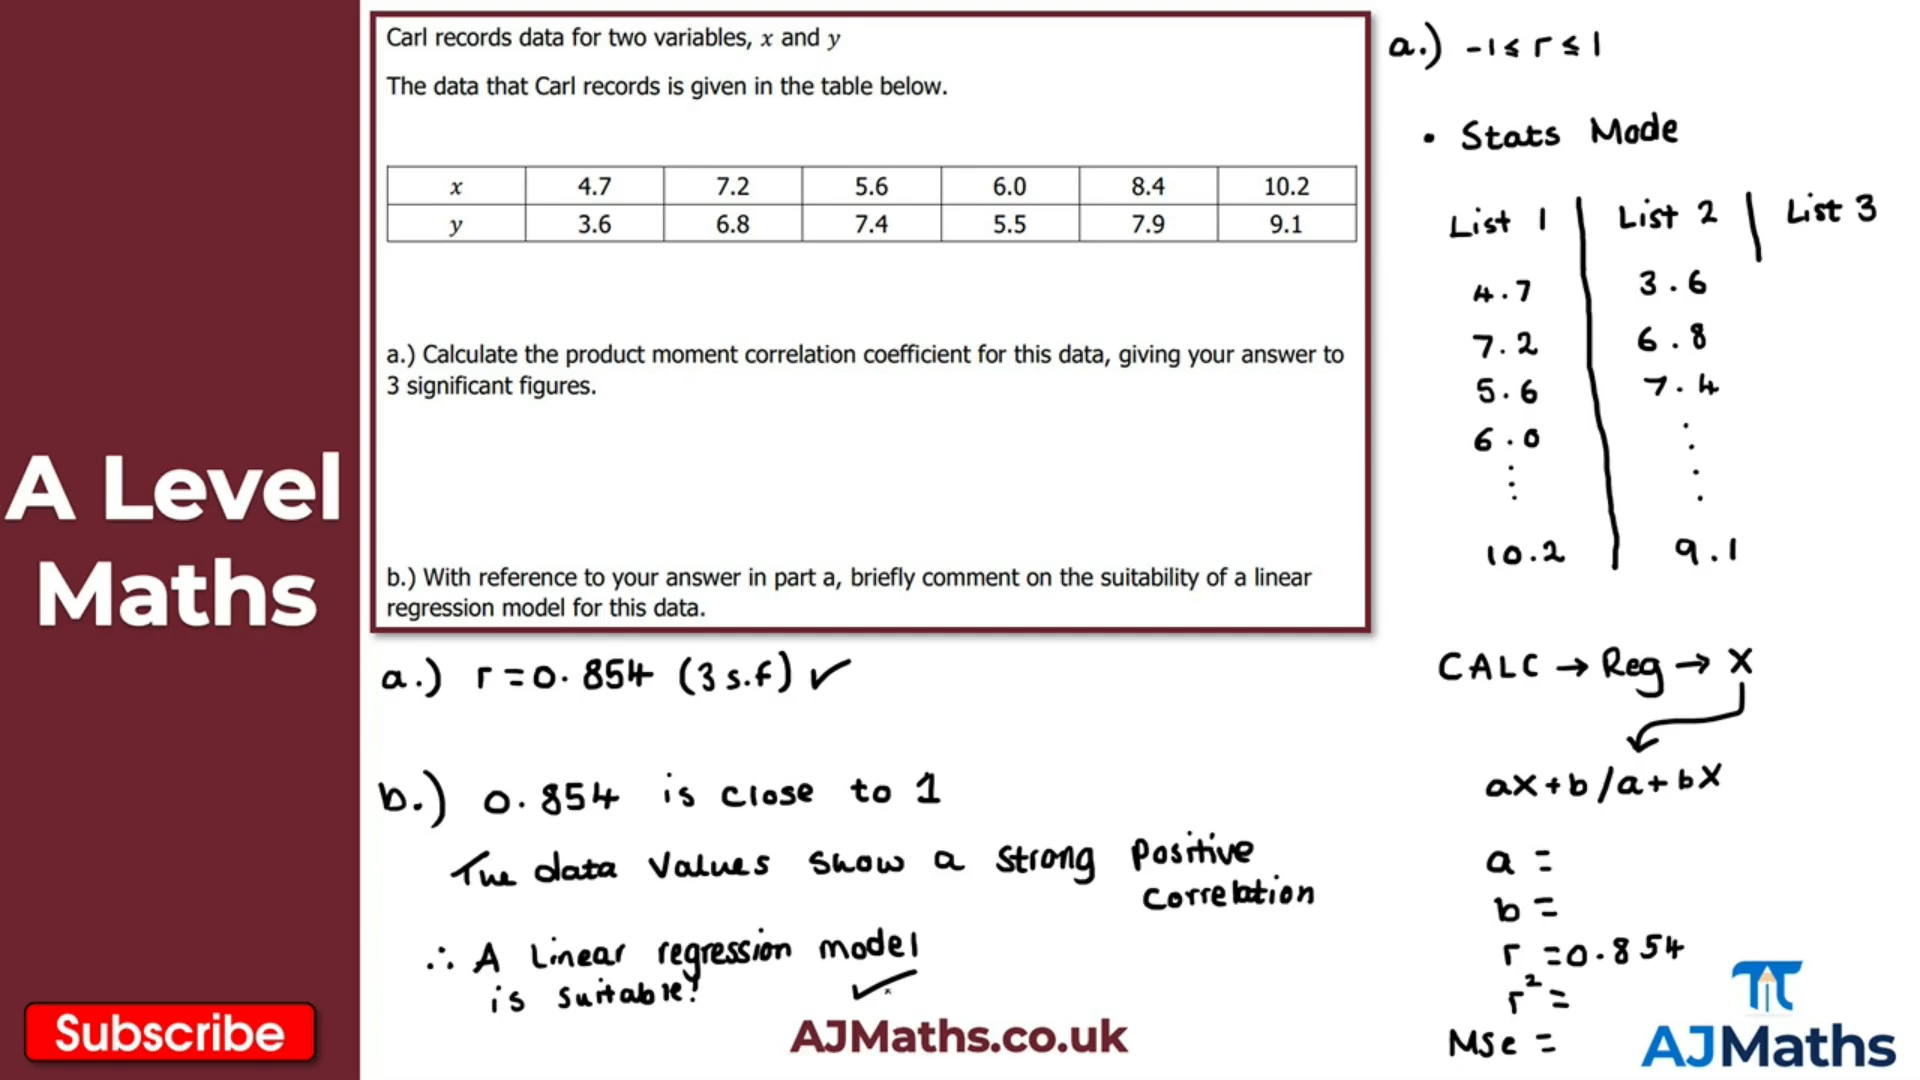 A Level
Maths
Subscribe
Carl records data for two variables, x and y
The data that Carl records is given in the table below.
x 4.7 7.2 5.6 6.0 8.4 10.2
y 3.6 6.8 7.4 5.5 7.9 9.1
a.) Calculate the product moment correlation coefficient for this data, giving your answer to
3 significant figures.
b.) With reference to your answer in part a, briefly comment on the suitability of a linear
regression model for this data.
a.) r = 0.854 (3 s.f) ✓
b.) 0.854 is close to 1
The data values show a strong positive
correlation
∴ A linear regression model
is suitable! ✓
AJMaths.co.uk
a.) -1 ≤ r ≤ 1
• Stats Mode
List 1 | List 2 | List 3
4.7 3.6
7.2 6.8
5.6 7.4
6.0
10.2 9.1
CALC → Reg → X
ax+b/a+bx
a =
b =
r = 0.854
r² =
MSe =
AJMaths